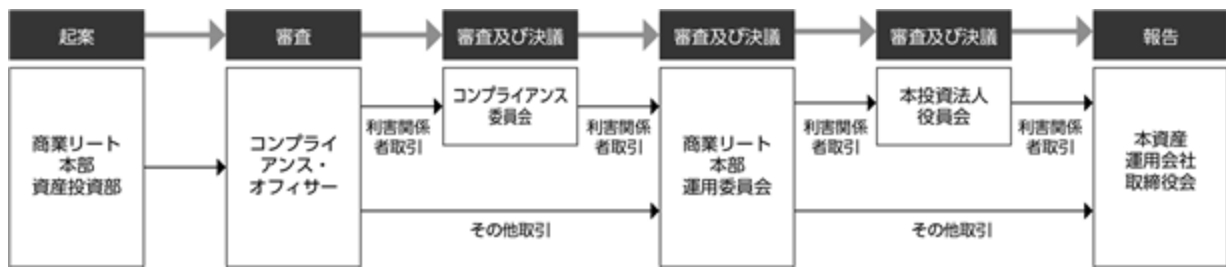 起案
審査
審査及び決議
審査及び決議
審査及び決議
報告
商業リート
本部
資産投資部
コンプライ
アンス・
オフィサー
利害関係
者取引
コンプライアンス
委員会
利害関係
者取引
商業リート
本部
運用委員会
利害関係
者取引
本投資法人
役員会
利害関係
者取引
本資産
運用会社
取締役会
その他取引
その他取引